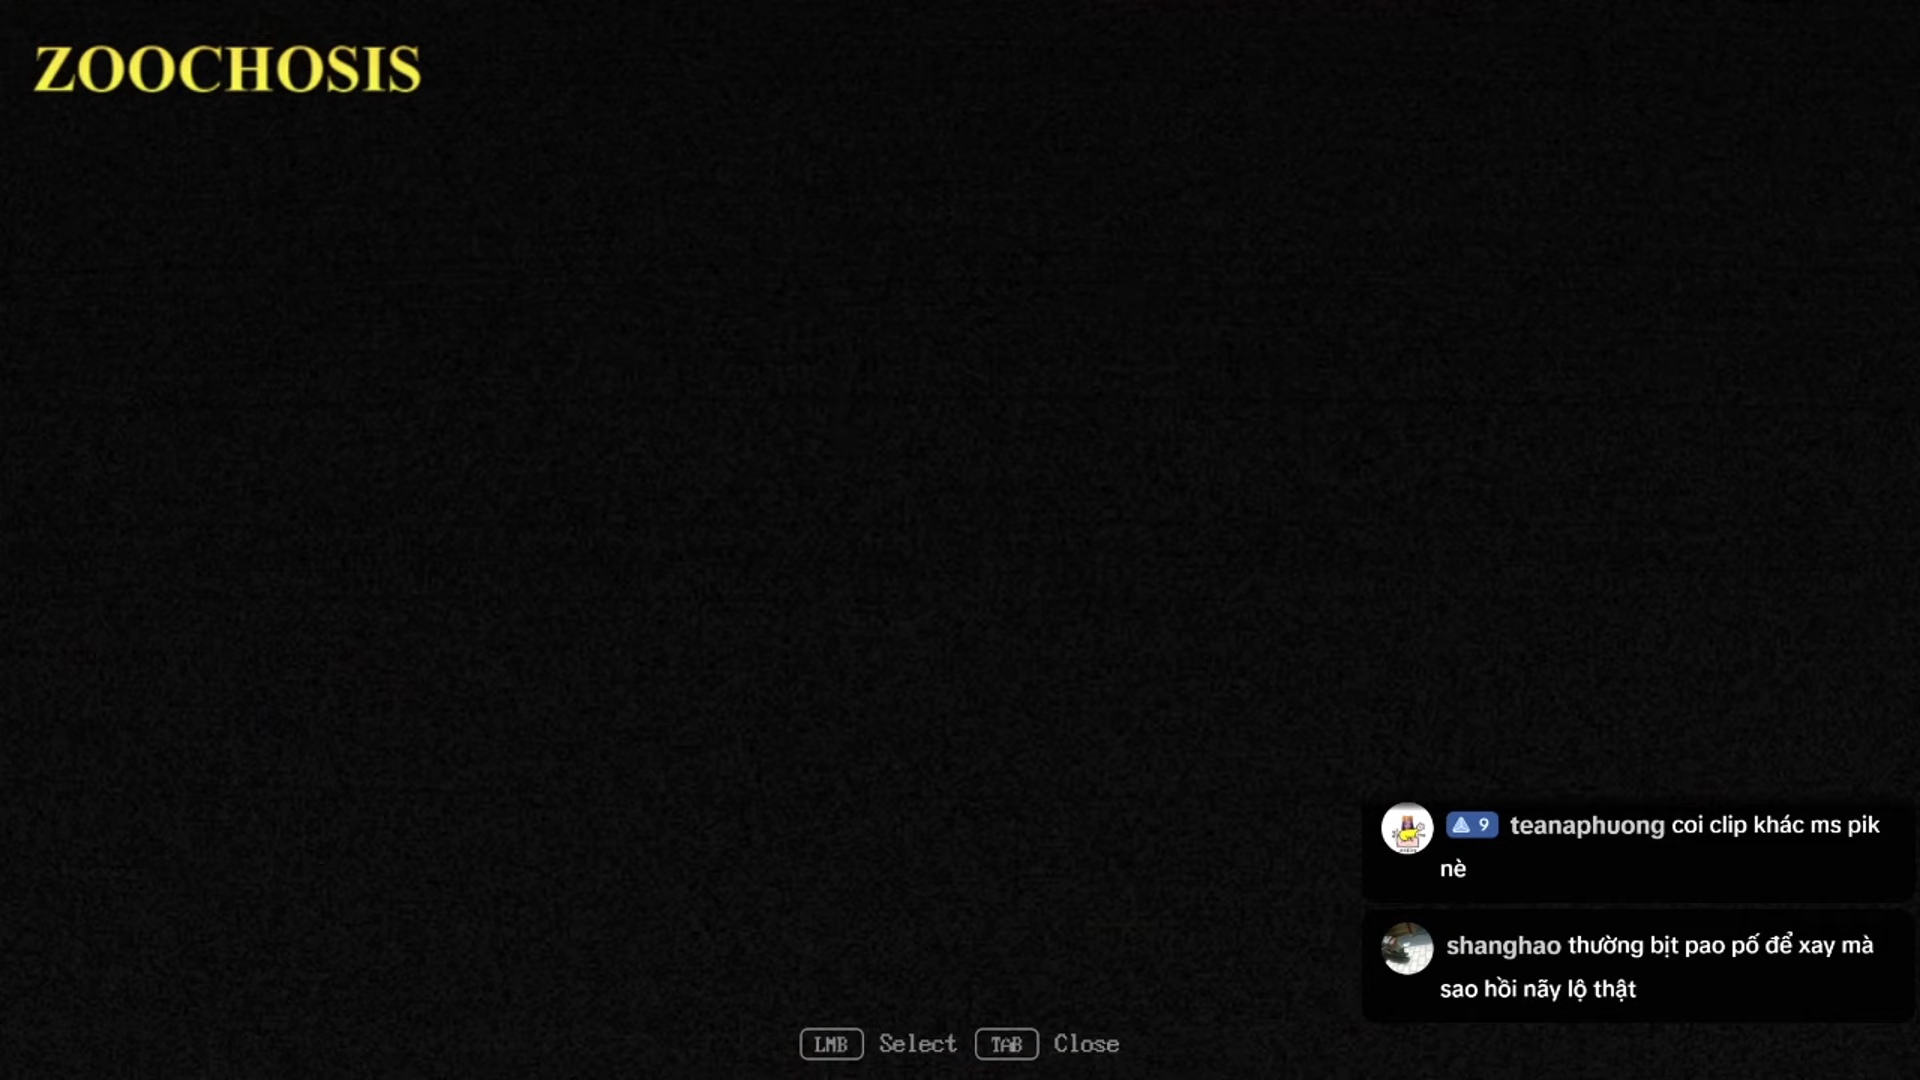 ZOOCHOSIS
9 teanaphuong coi clip khác ms pik
nè
shanghao thường bịt pao pố để xay mà
sao hồi nãy lộ thật
LMB Select TAB Close